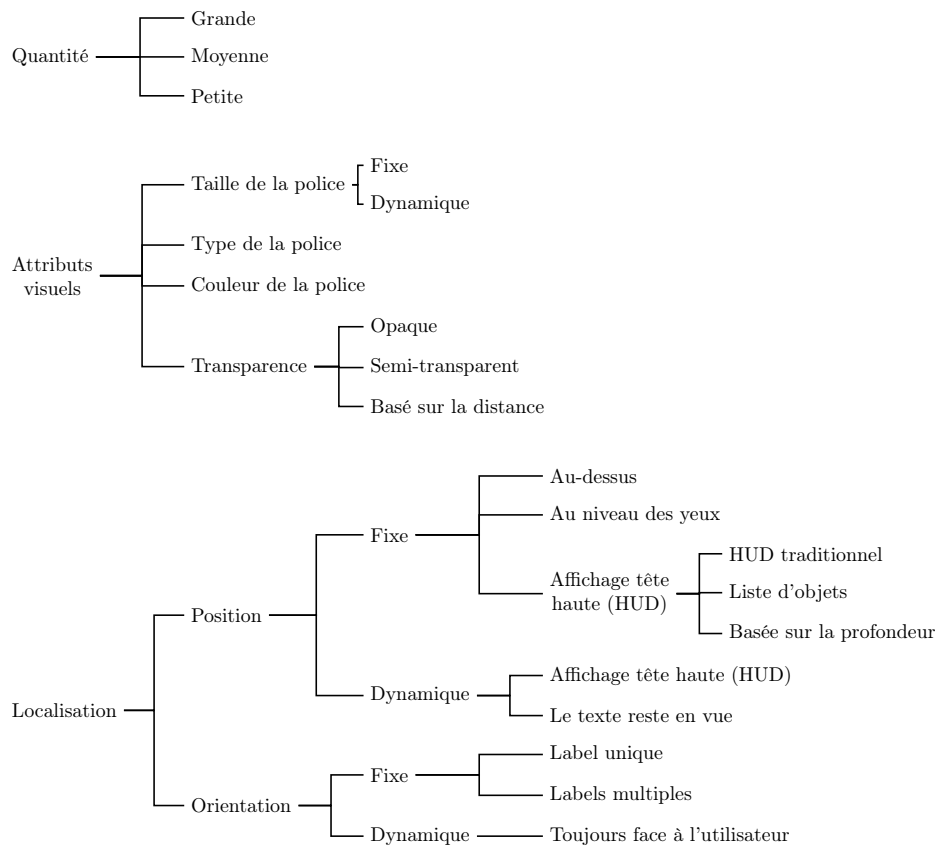 Grande
Quantité
Moyenne
Petite
Fixe
Taille de la police
Dynamique
Type de la police
Attributs
visuels
Couleur de la police
Opaque
Transparence
Semi-transparent
Basé sur la distance
Au-dessus
Au niveau des yeux
Fixe
HUD traditionnel
Affichage tête
haute (HUD)
Liste d'objets
Basée sur la profondeur
Position
Affichage tête haute (HUD)
Dynamique
Le texte reste en vue
Localisation
Label unique
Fixe
Labels multiples
Orientation
Dynamique
Toujours face à l'utilisateur